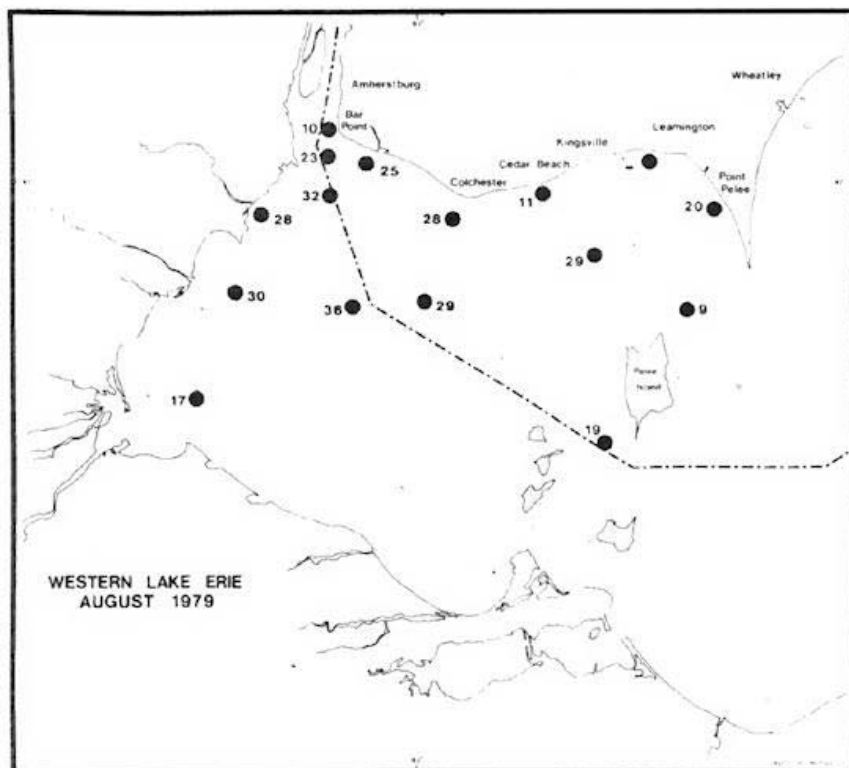 Amherstburg
Wheatley
Bar
Point
10
23
25
Leamington
Kingsville
Cedar Beach
Colchester
Point
Pelee
32
28
28
11
20
29
30
36
29
9
Pelee
Island
17
19
WESTERN LAKE ERIE
AUGUST 1979